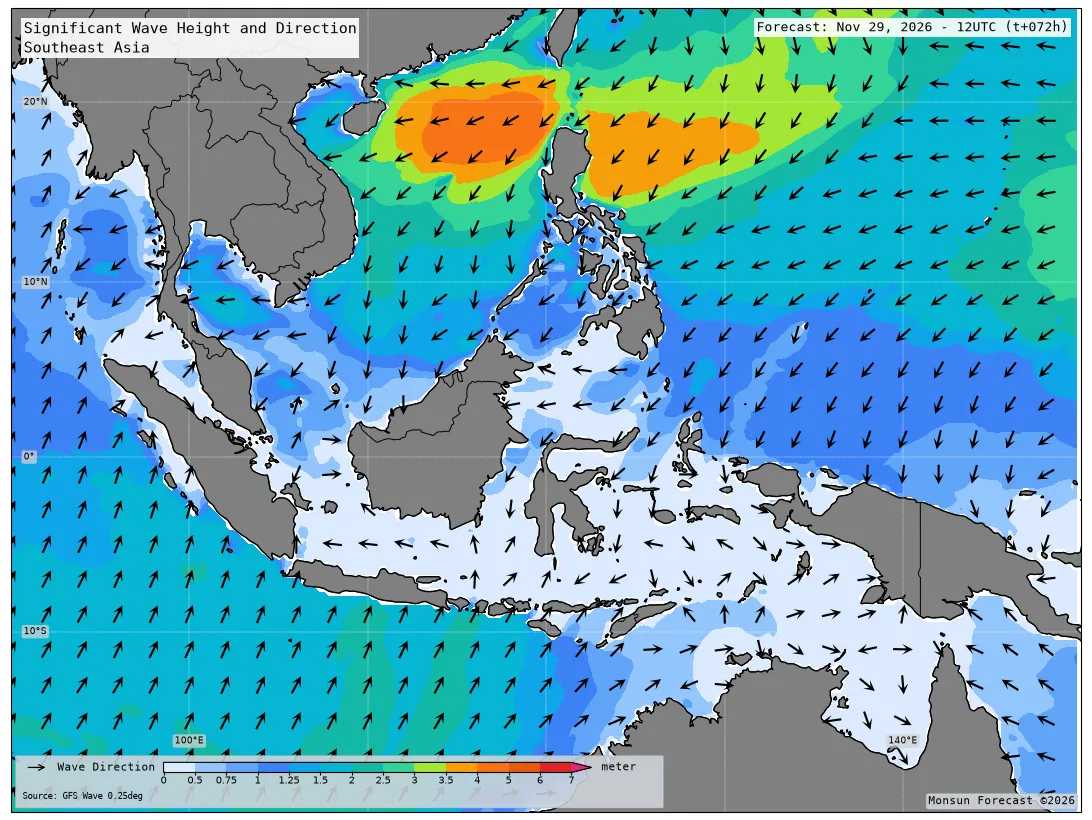 Significant Wave Height and Direction
Southeast Asia
Forecast: Nov 29, 2026 - 12UTC (t+072h)
20°N
10°N
0°
10°S
100°E
140°E
Wave Direction
meter
0 0.5 0.75 1 1.25 1.5 2 2.5 3 3.5 4 5 6 7
Source: GFS Wave 0.25deg
Monsun Forecast ©2026